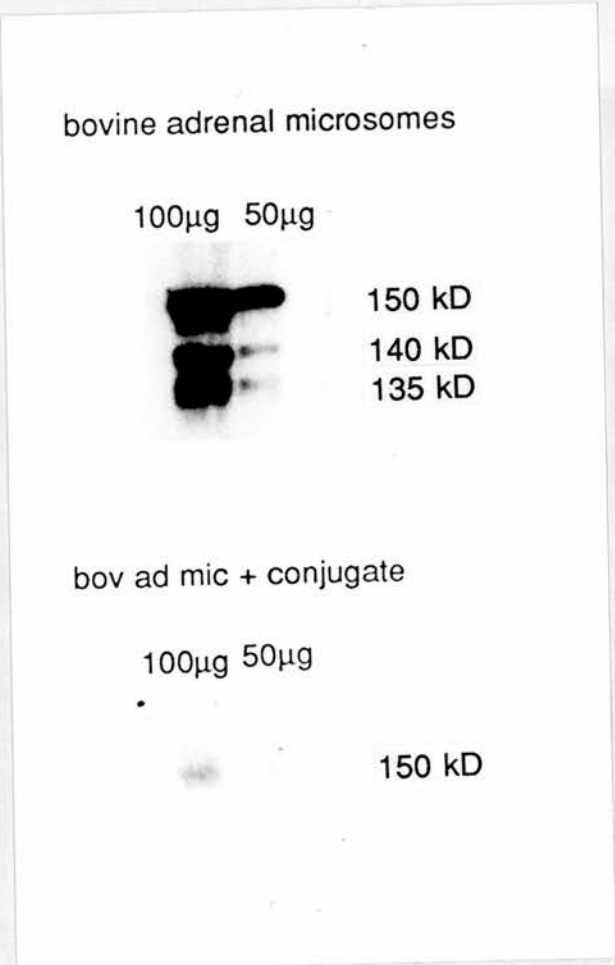 bovine adrenal microsomes
100µg 50µg
150 kD
140 kD
135 kD
bov ad mic + conjugate
100µg 50µg
150 kD